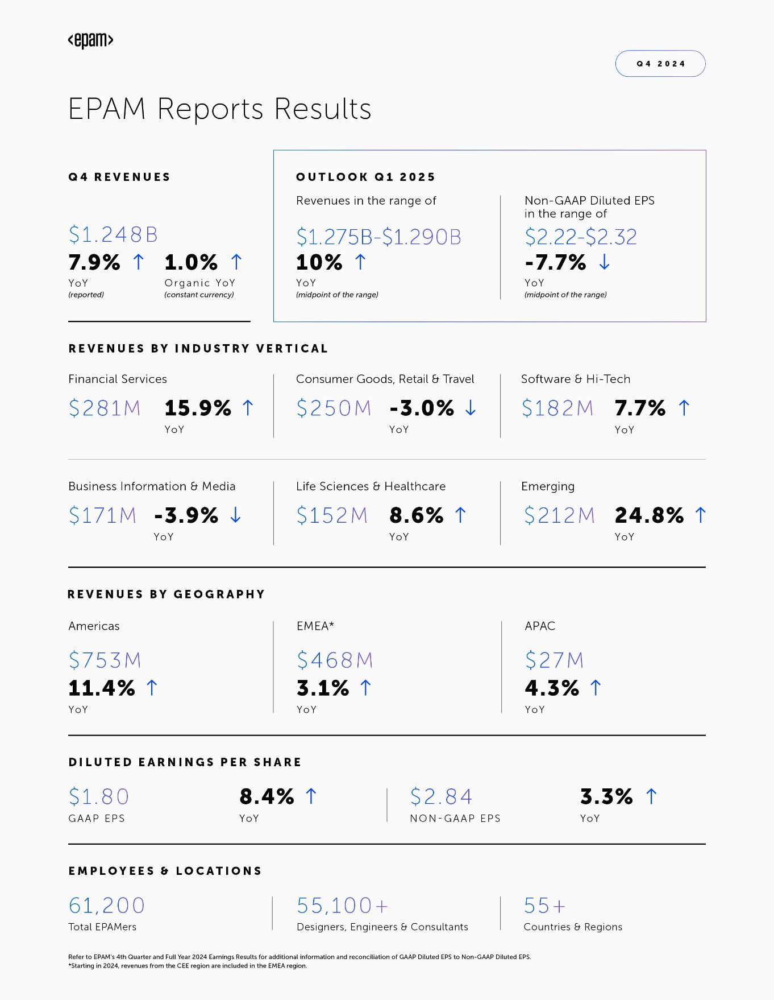 <epam>
Q4 2024
EPAM Reports Results
Q4 REVENUES
$1.248B
7.9% ↑ 1.0% ↑
YoY Organic YoY
(reported) (constant currency)
OUTLOOK Q1 2025
Revenues in the range of
$1.275B-$1.290B
10% ↑
YoY
(midpoint of the range)
Non-GAAP Diluted EPS
in the range of
$2.22-$2.32
-7.7% ↓
YoY
(midpoint of the range)
REVENUES BY INDUSTRY VERTICAL
Financial Services
$281M 15.9% ↑
YoY
Consumer Goods, Retail & Travel
$250M -3.0% ↓
YoY
Software & Hi-Tech
$182M 7.7% ↑
YoY
Business Information & Media
$171M -3.9% ↓
YoY
Life Sciences & Healthcare
$152M 8.6% ↑
YoY
Emerging
$212M 24.8% ↑
YoY
REVENUES BY GEOGRAPHY
Americas
$753M
11.4% ↑
YoY
EMEA*
$468M
3.1% ↑
YoY
APAC
$27M
4.3% ↑
YoY
DILUTED EARNINGS PER SHARE
$1.80 8.4% ↑
GAAP EPS YoY
$2.84 3.3% ↑
NON-GAAP EPS YoY
EMPLOYEES & LOCATIONS
61,200
Total EPAMers
55,100+
Designers, Engineers & Consultants
55+
Countries & Regions
Refer to EPAM's 4th Quarter and Full Year 2024 Earnings Results for additional information and reconciliation of GAAP Diluted EPS to Non-GAAP Diluted EPS.
*Starting in 2024, revenues from the CEE region are included in the EMEA region.